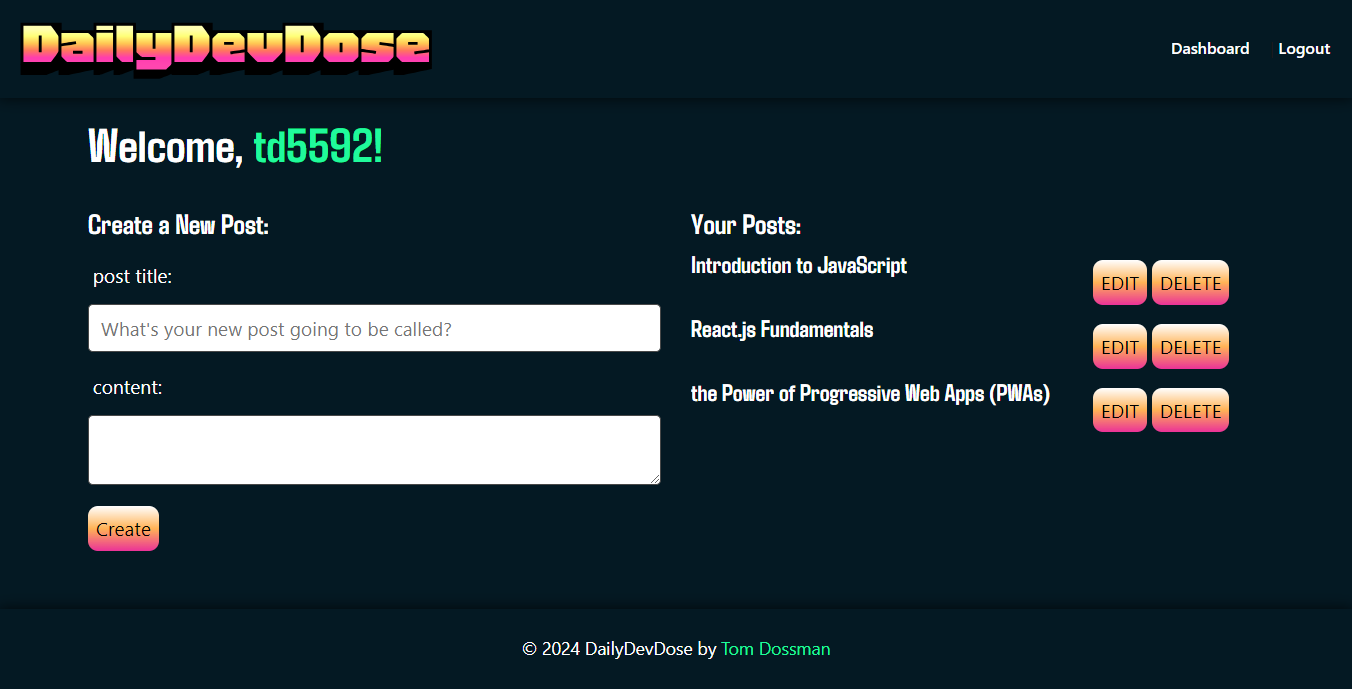 DailyDevDose
Dashboard Logout
Welcome, td5592!
Create a New Post:
post title:
What's your new post going to be called?
content:
Create
Your Posts:
Introduction to JavaScript EDIT DELETE
React.js Fundamentals EDIT DELETE
the Power of Progressive Web Apps (PWAs) EDIT DELETE
© 2024 DailyDevDose by Tom Dossman